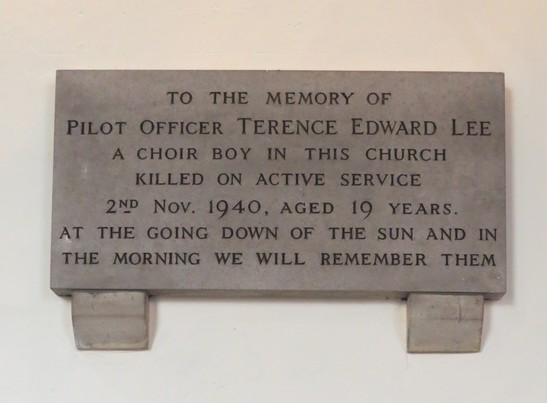 TO THE MEMORY OF
PILOT OFFICER TERENCE EDWARD LEE
A CHOIR BOY IN THIS CHURCH
KILLED ON ACTIVE SERVICE
2ND NOV. 1940, AGED 19 YEARS.
AT THE GOING DOWN OF THE SUN AND IN
THE MORNING WE WILL REMEMBER THEM